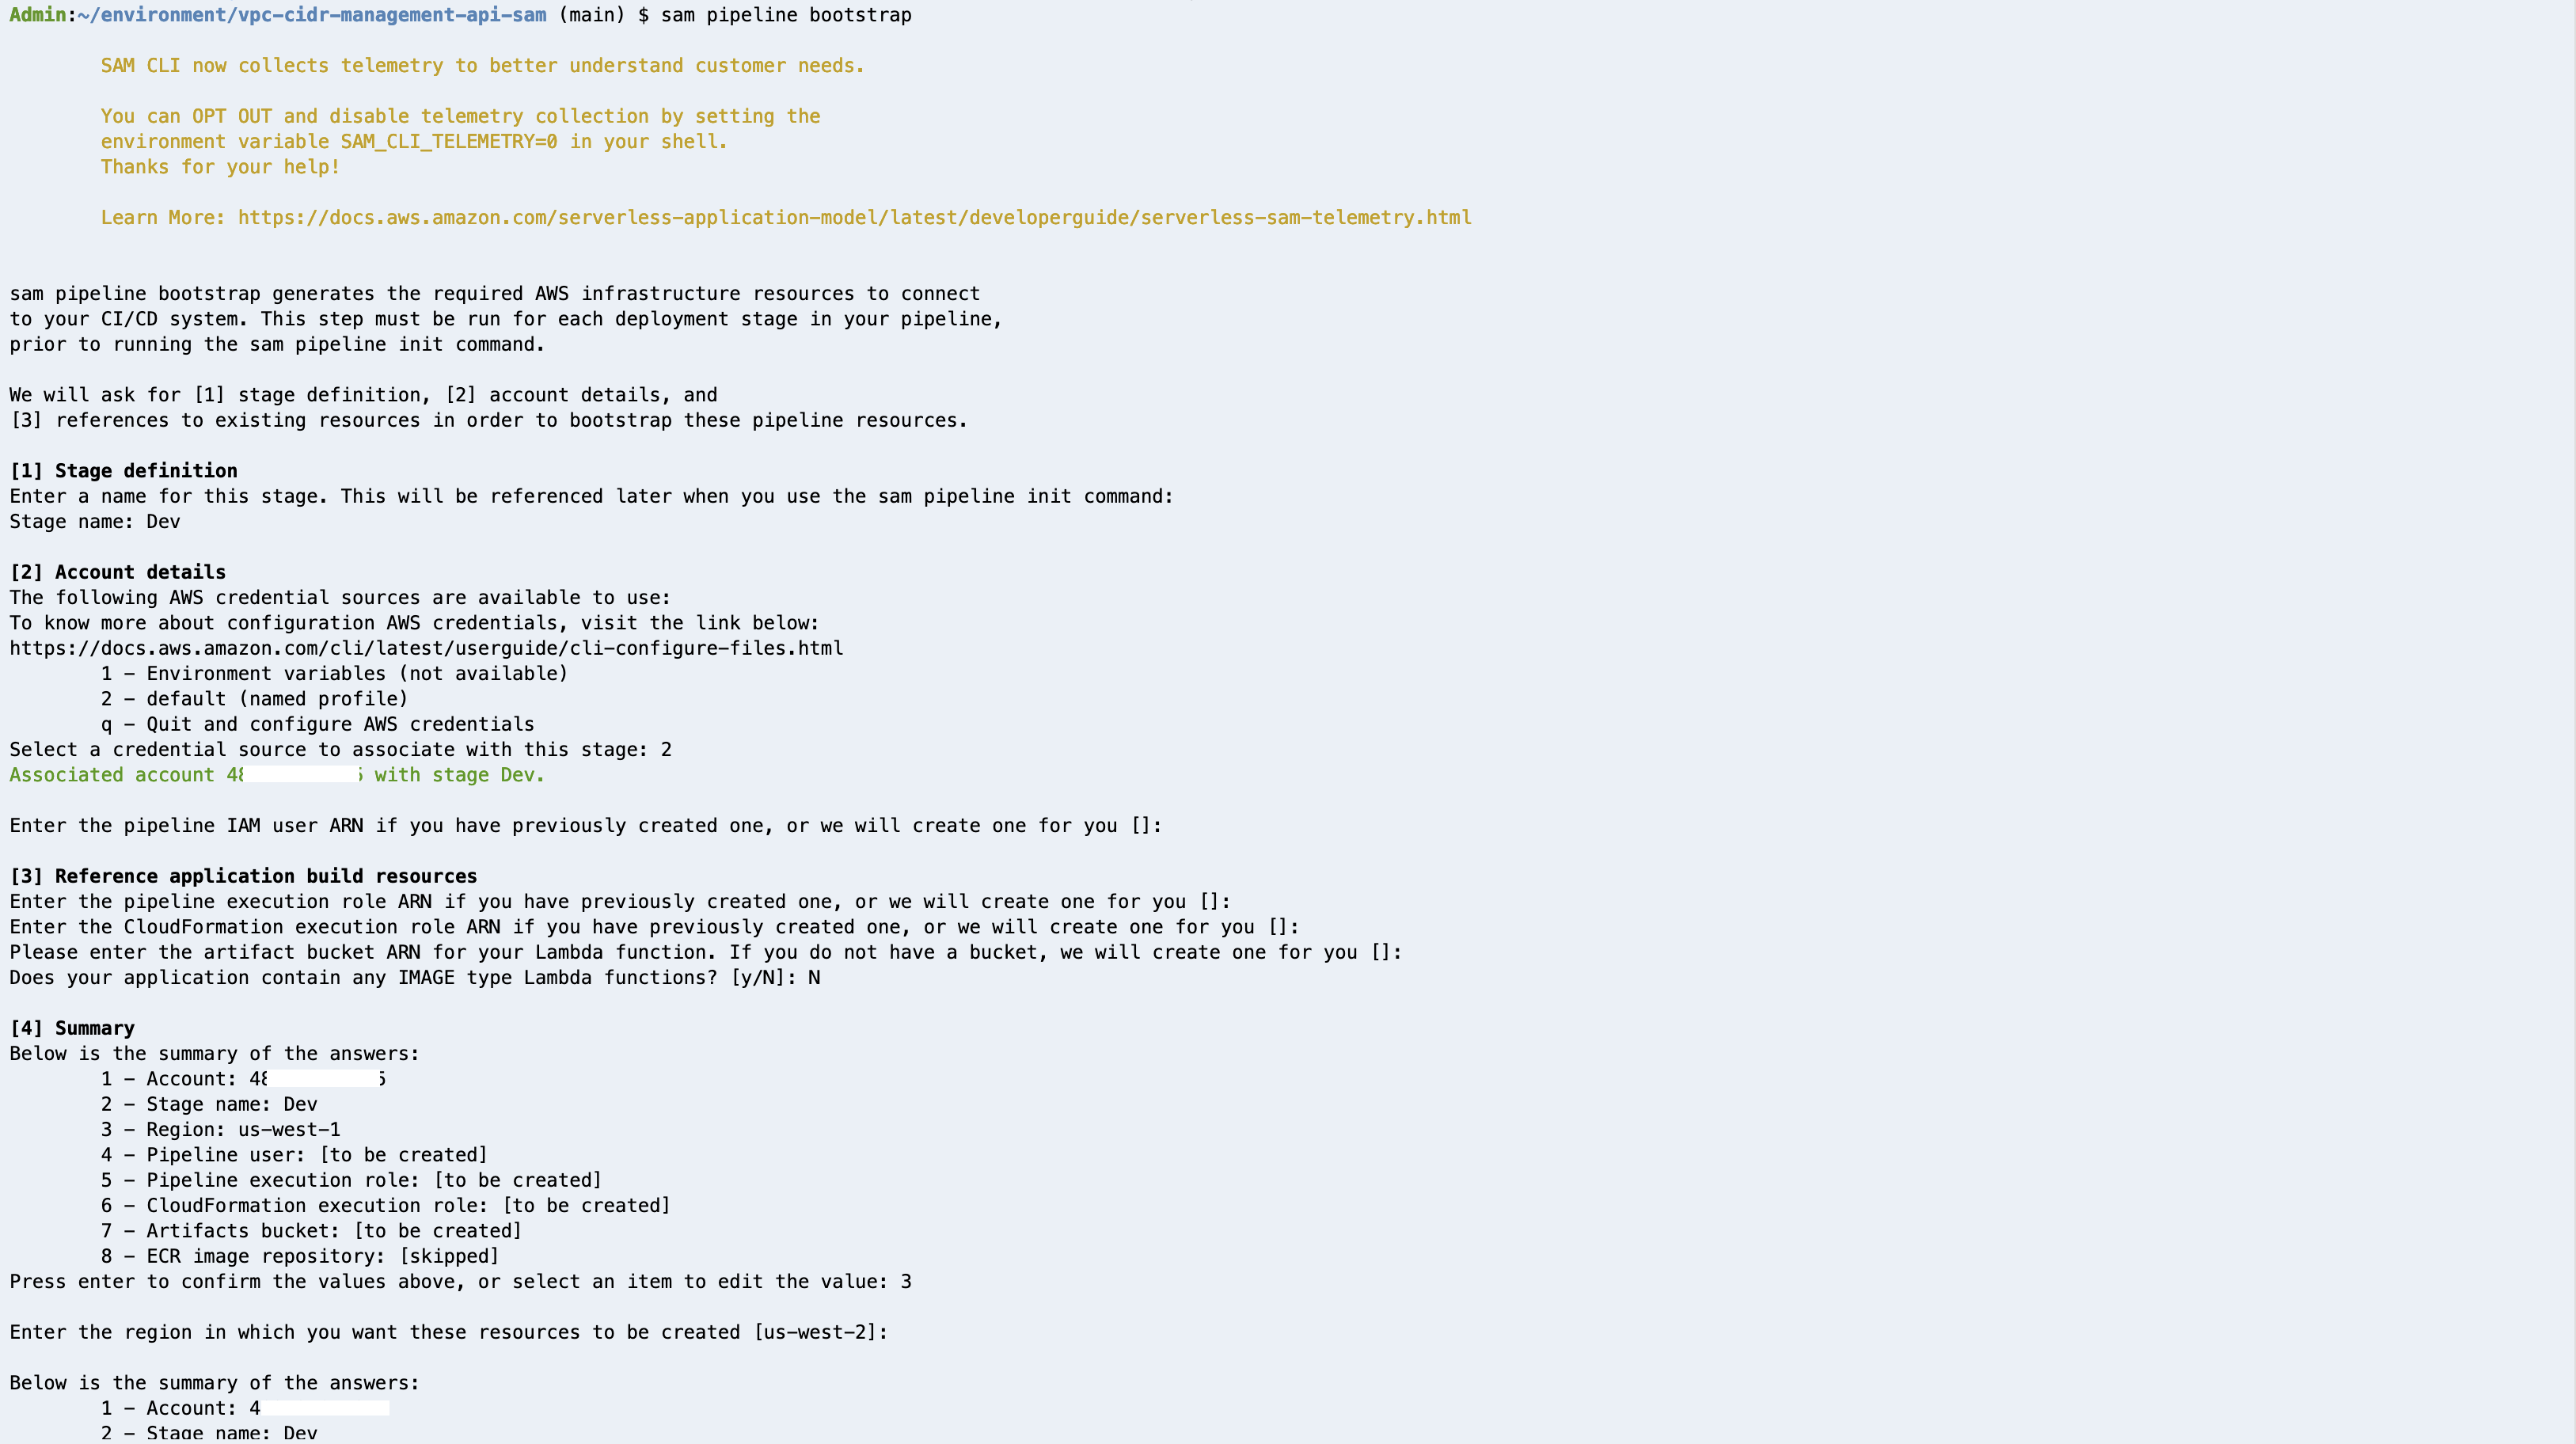 Admin:~/environment/vpc-cidr-management-api-sam (main) $ sam pipeline bootstrap
SAM CLI now collects telemetry to better understand customer needs.
You can OPT OUT and disable telemetry collection by setting the
environment variable SAM_CLI_TELEMETRY=0 in your shell.
Thanks for your help!
Learn More: https://docs.aws.amazon.com/serverless-application-model/latest/developerguide/serverless-sam-telemetry.html
sam pipeline bootstrap generates the required AWS infrastructure resources to connect
to your CI/CD system. This step must be run for each deployment stage in your pipeline,
prior to running the sam pipeline init command.
We will ask for [1] stage definition, [2] account details, and
[3] references to existing resources in order to bootstrap these pipeline resources.
[1] Stage definition
Enter a name for this stage. This will be referenced later when you use the sam pipeline init command:
Stage name: Dev
[2] Account details
The following AWS credential sources are available to use:
To know more about configuration AWS credentials, visit the link below:
https://docs.aws.amazon.com/cli/latest/userguide/cli-configure-files.html
1 - Environment variables (not available)
2 - default (named profile)
q - Quit and configure AWS credentials
Select a credential source to associate with this stage: 2
Associated account 48 5 with stage Dev.
Enter the pipeline IAM user ARN if you have previously created one, or we will create one for you []:
[3] Reference application build resources
Enter the pipeline execution role ARN if you have previously created one, or we will create one for you []:
Enter the CloudFormation execution role ARN if you have previously created one, or we will create one for you []:
Please enter the artifact bucket ARN for your Lambda function. If you do not have a bucket, we will create one for you []:
Does your application contain any IMAGE type Lambda functions? [y/N]: N
[4] Summary
Below is the summary of the answers:
1 - Account: 48 5
2 - Stage name: Dev
3 - Region: us-west-1
4 - Pipeline user: [to be created]
5 - Pipeline execution role: [to be created]
6 - CloudFormation execution role: [to be created]
7 - Artifacts bucket: [to be created]
8 - ECR image repository: [skipped]
Press enter to confirm the values above, or select an item to edit the value: 3
Enter the region in which you want these resources to be created [us-west-2]:
Below is the summary of the answers:
1 - Account: 4
2 - Stage name: Dev